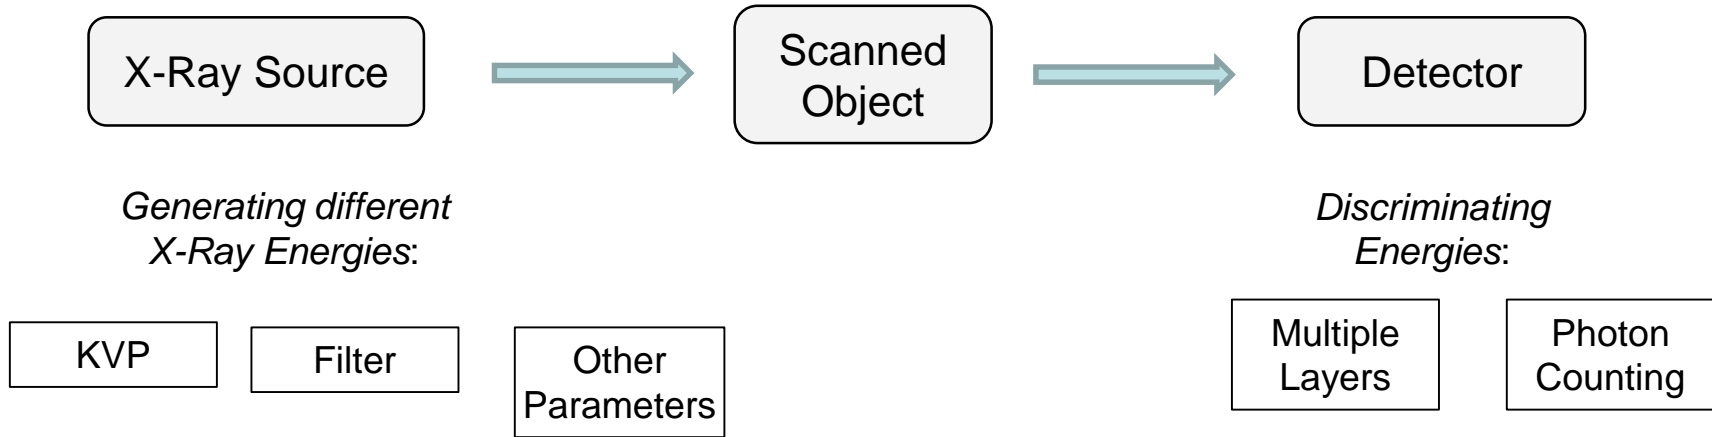 X-Ray Source
Scanned
Object
Detector
Generating different
X-Ray Energies:
Discriminating
Energies:
KVP
Filter
Other
Parameters
Multiple
Layers
Photon
Counting